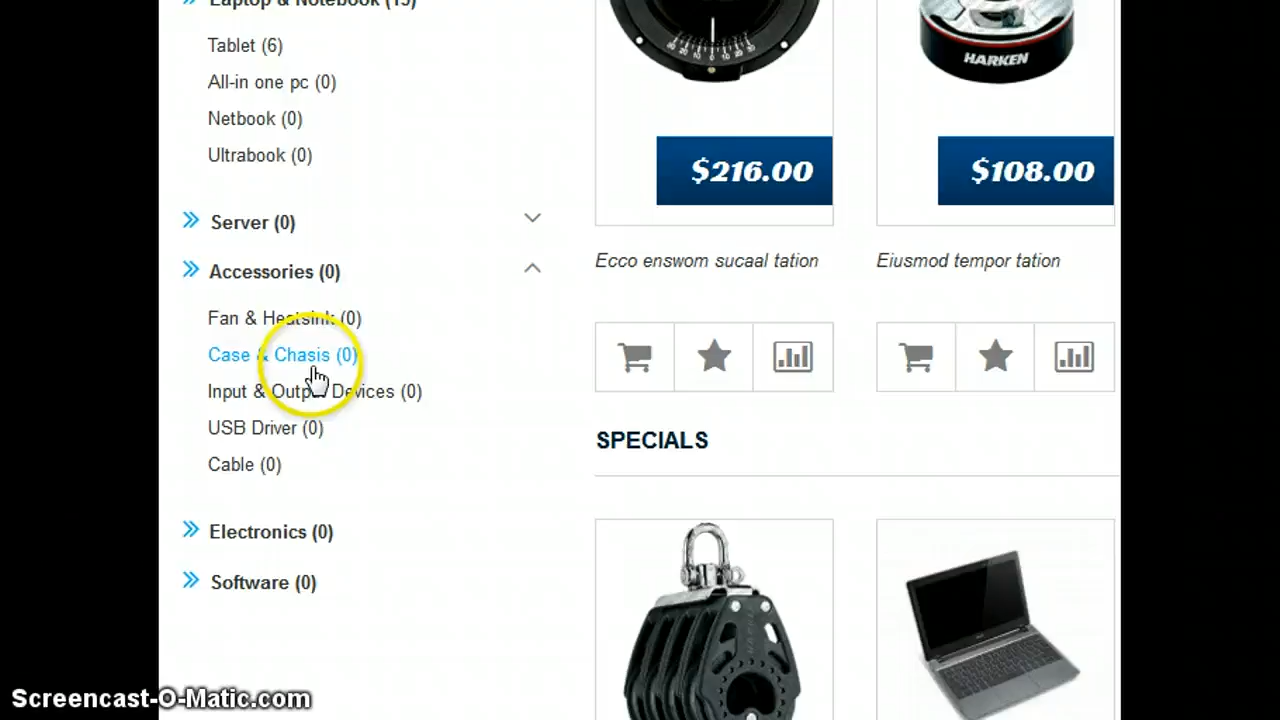 Laptop & Notebook (15)
Tablet (6)
All-in one pc (0)
Netbook (0)
Ultrabook (0)
Server (0)
Accessories (0)
Fan & Heatsink (0)
Case & Chasis (0)
Input & Output Devices (0)
USB Driver (0)
Cable (0)
Electronics (0)
Software (0)
HARKEN
$216.00
$108.00
Ecco enswom sucaal tation
Eiusmod tempor tation
SPECIALS
Screencast-O-Matic.com